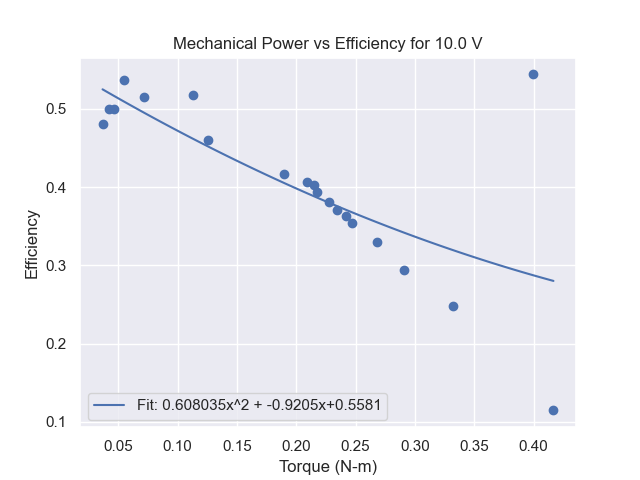 Mechanical Power vs Efficiency for 10.0 V
Efficiency
0.5
0.4
0.3
0.2
0.1
Fit: 0.608035x^2 + -0.9205x+0.5581
0.05 0.10 0.15 0.20 0.25 0.30 0.35 0.40
Torque (N-m)